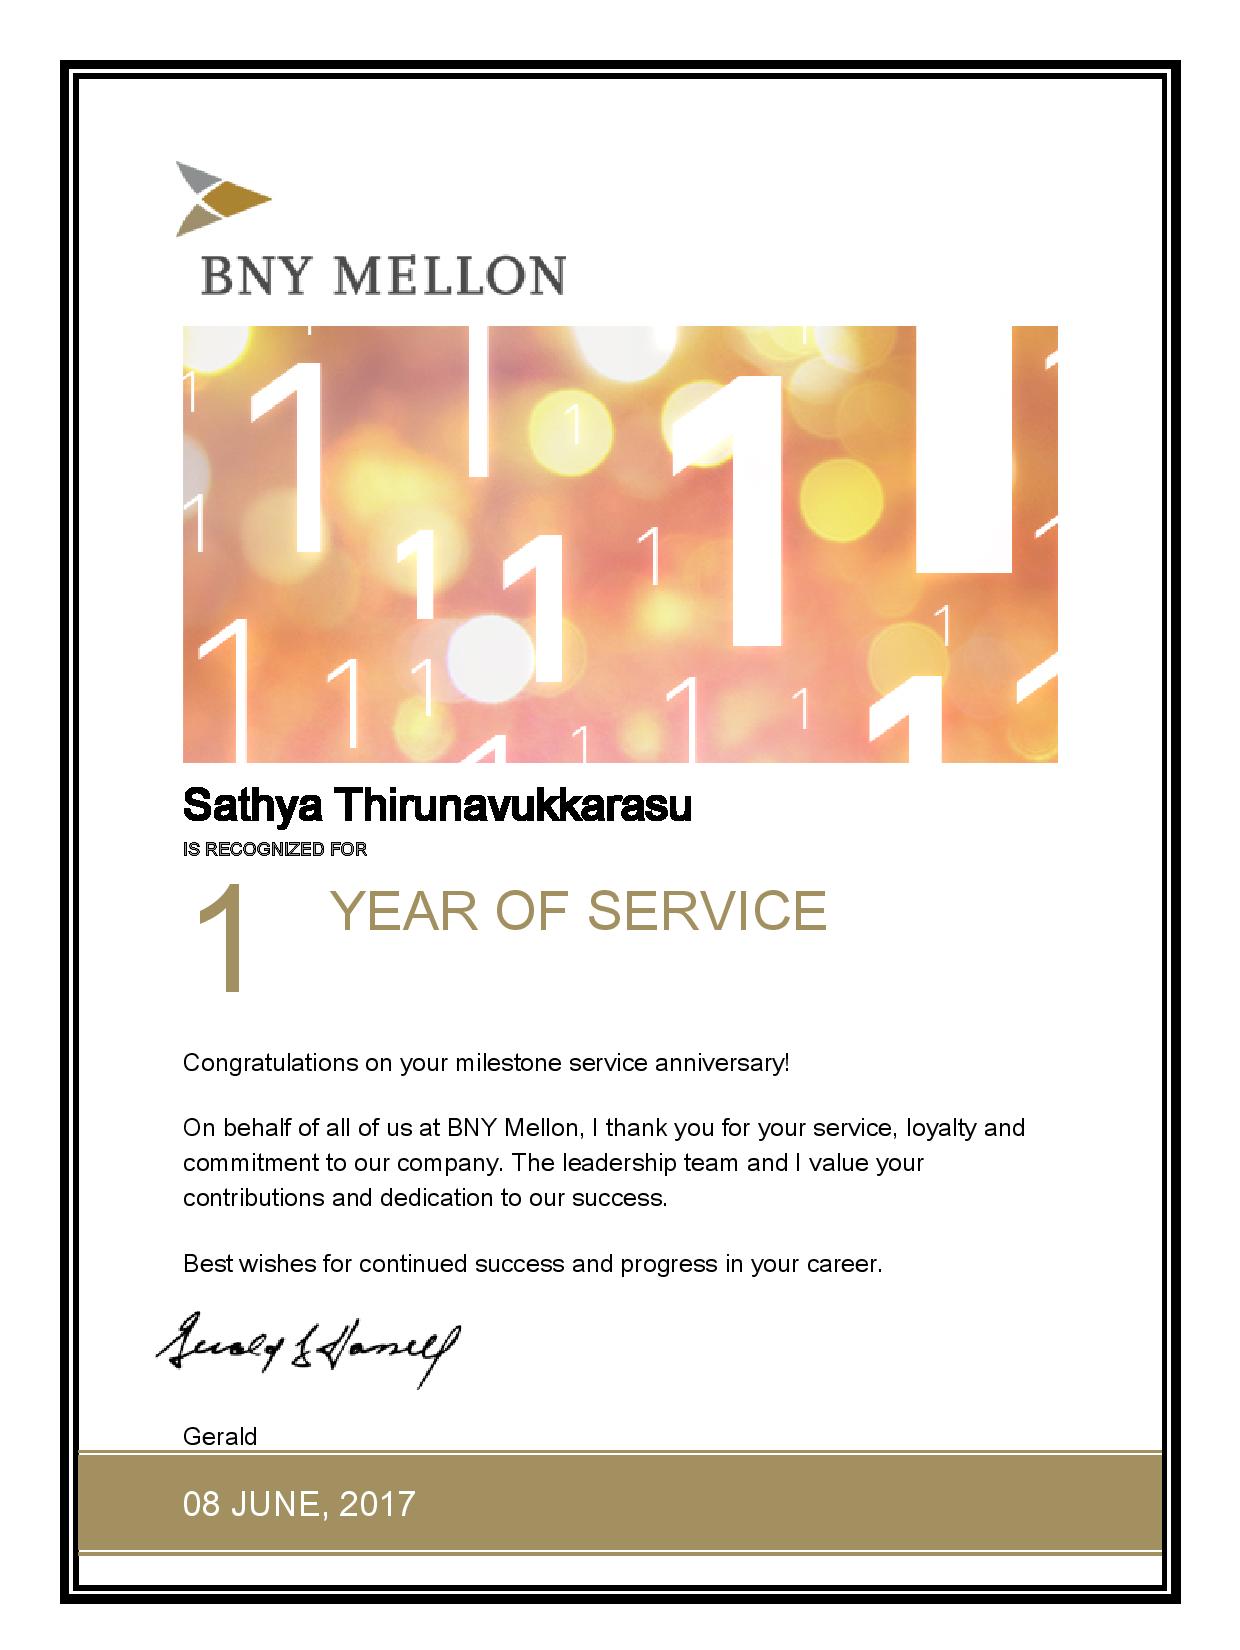 BNY MELLON
Sathya Thirunavukkarasu
IS RECOGNIZED FOR
1 YEAR OF SERVICE
Congratulations on your milestone service anniversary!
On behalf of all of us at BNY Mellon, I thank you for your service, loyalty and
commitment to our company. The leadership team and I value your
contributions and dedication to our success.
Best wishes for continued success and progress in your career.
Gerald
08 JUNE, 2017